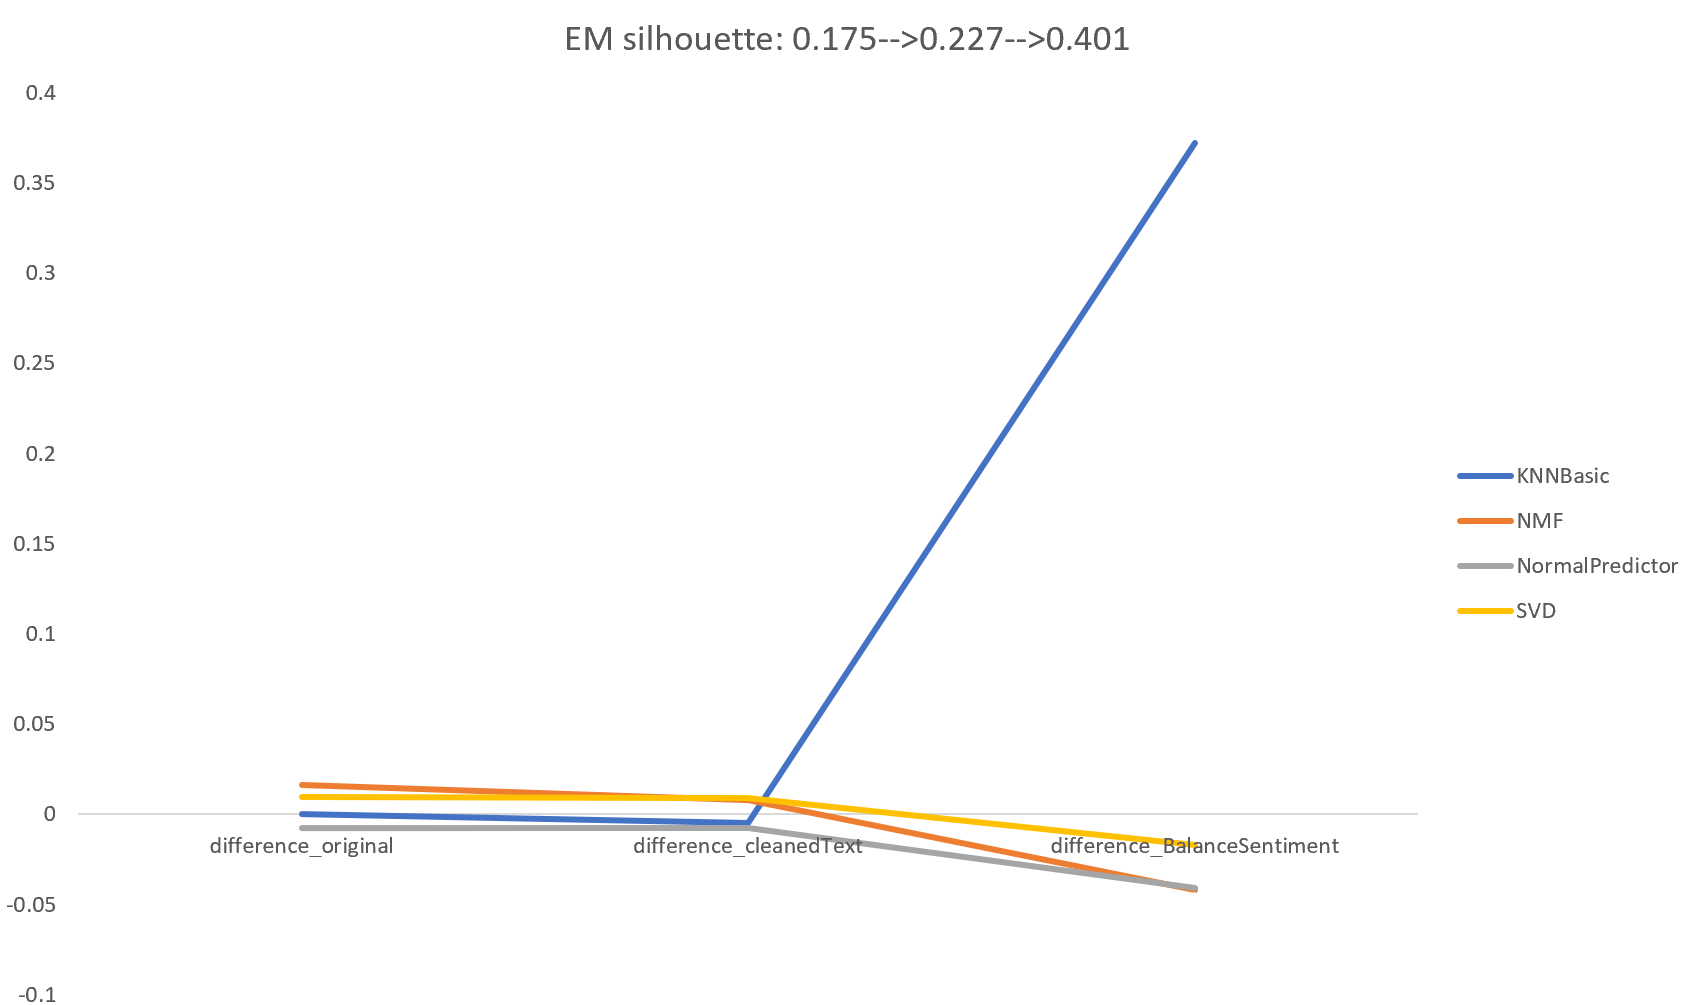 EM silhouette: 0.175-->0.227-->0.401
0.4
0.35
0.3
0.25
0.2
0.15
0.1
0.05
0
-0.05
-0.1
difference_original
difference_cleanedText
difference_BalanceSentiment
KNNBasic
NMF
NormalPredictor
SVD